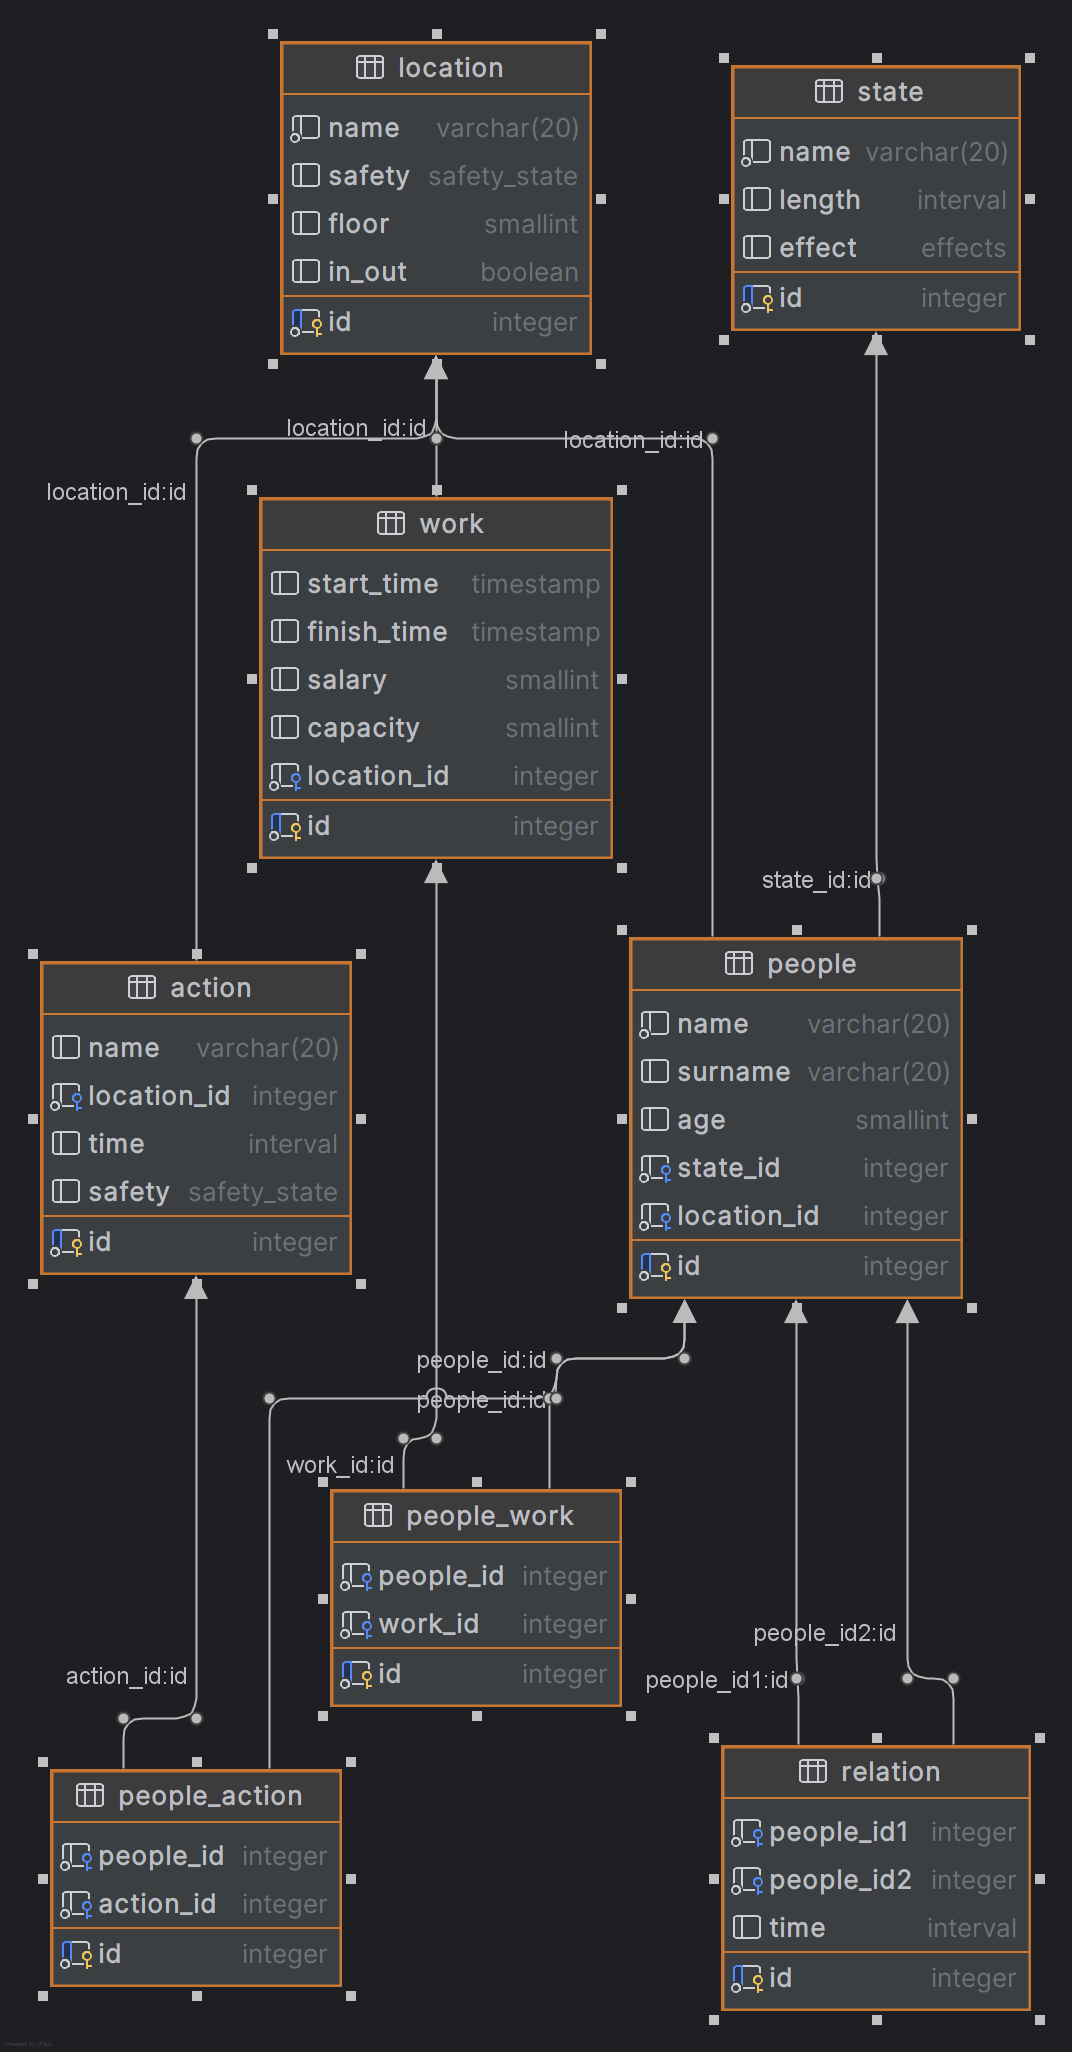 location
name varchar(20)
safety safety_state
floor smallint
in_out boolean
id integer
state
name varchar(20)
length interval
effect effects
id integer
location_id:id
location_id:id
location_id:id
work
start_time timestamp
finish_time timestamp
salary smallint
capacity smallint
location_id integer
id integer
state_id:id
action
name varchar(20)
location_id integer
time interval
safety safety_state
id integer
people
name varchar(20)
surname varchar(20)
age smallint
state_id integer
location_id integer
id integer
people_id:id
people_id:id
work_id:id
people_work
people_id integer
work_id integer
id integer
people_id2:id
action_id:id
people_id1:id
people_action
people_id integer
action_id integer
id integer
relation
people_id1 integer
people_id2 integer
time interval
id integer
Powered by yFiles